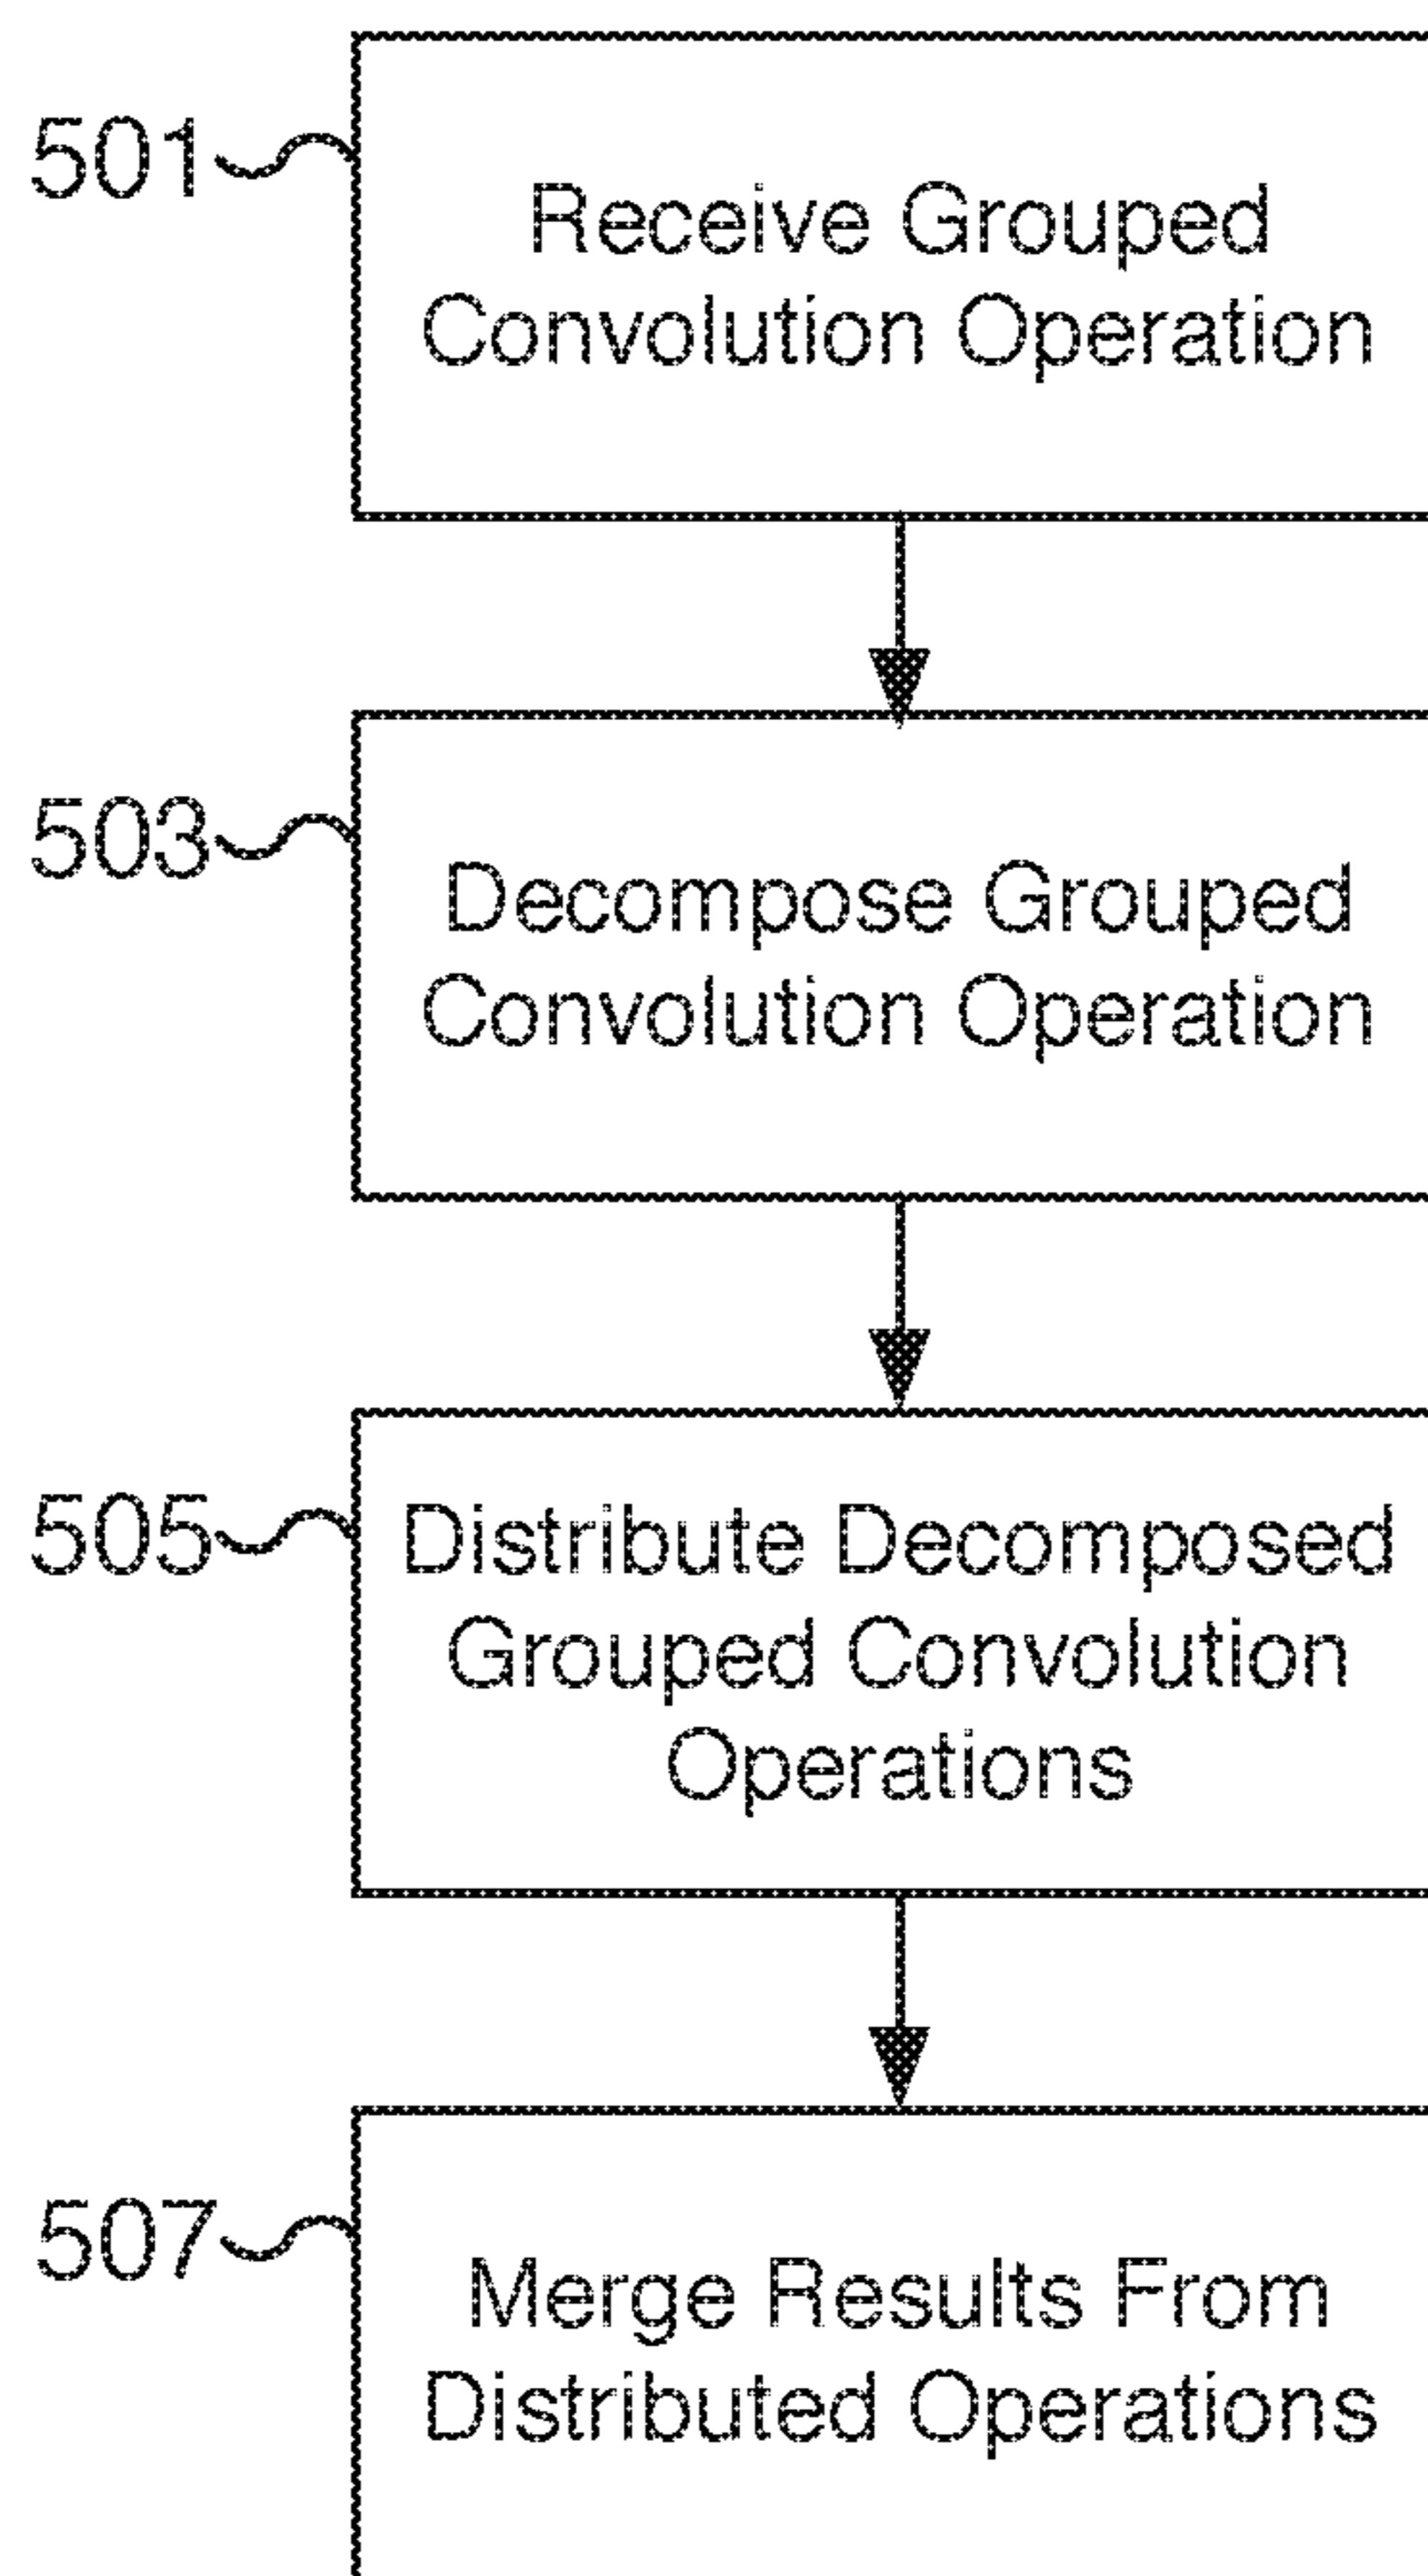 501
Receive Grouped
Convolution Operation
503
Decompose Grouped
Convolution Operation
505
Distribute Decomposed
Grouped Convolution
Operations
507
Merge Results From
Distributed Operations